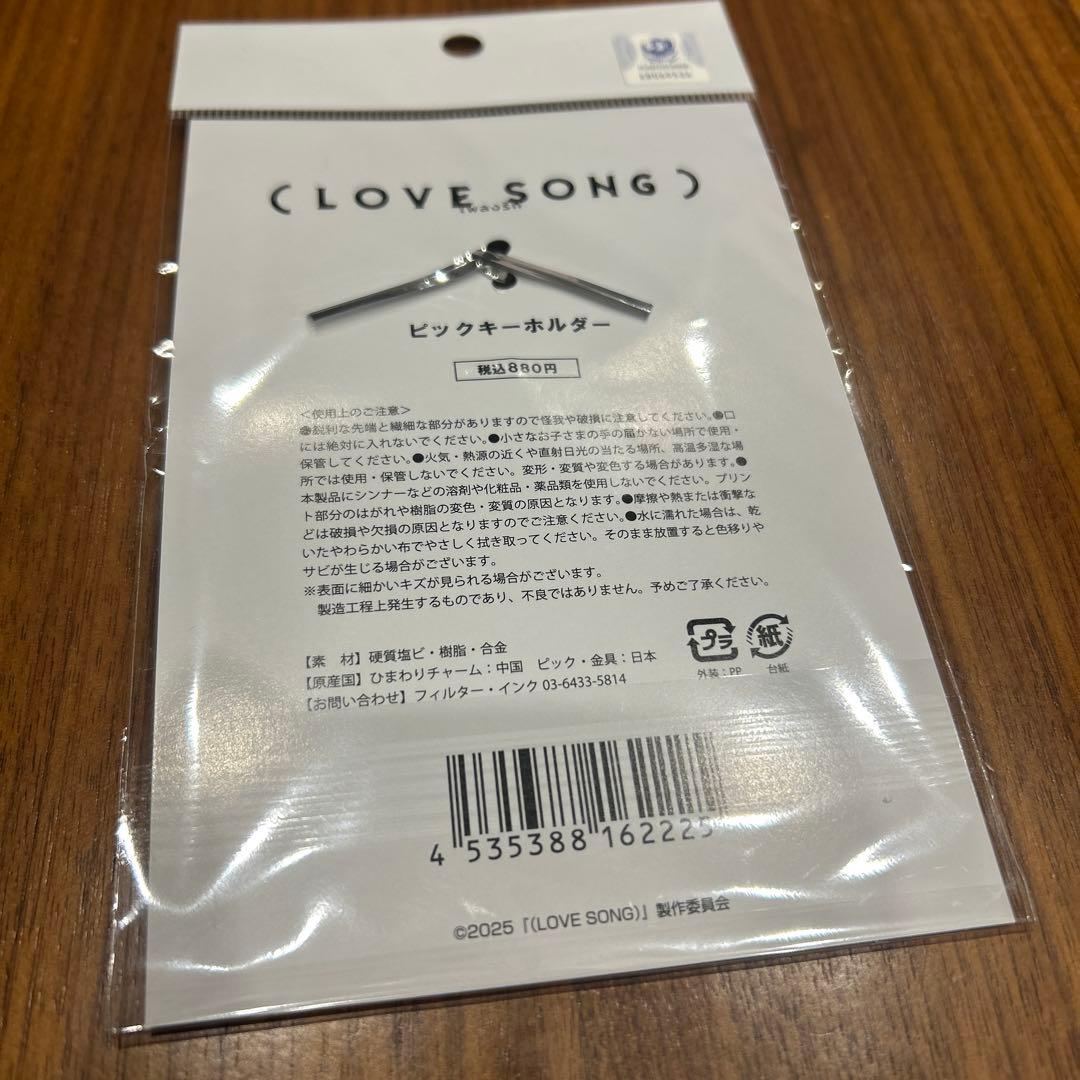 ( LOVE SONG )
ピックキーホルダー
税込880円
<使用上のご注意>
●鋭利な先端と繊細な部分がありますので怪我や破損に注意してください。●口
には絶対に入れないでください。●小さなお子さまの手の届かない場所で使用・
保管してください。●火気・熱源の近くや直射日光の当たる場所、高温多湿な場
所では使用・保管しないでください。変形・変質や変色する場合があります。●
本製品にシンナーなどの溶剤や化粧品・薬品類を使用しないでください。プリン
ト部分のはがれや樹脂の変色・変質の原因となります。●摩擦や熱または衝撃な
どは破損や欠損の原因となりますのでご注意ください。●水に濡れた場合は、乾
いたやわらかい布でやさしく拭き取ってください。そのまま放置すると色移りや
サビが生じる場合がございます。
※表面に細かいキズが見られる場合がございます。
製造工程上発生するものであり、不良ではありません。予めご了承ください。
【素　材】硬質塩ビ・樹脂・合金
【原産国】ひまわりチャーム：中国　ピック・金具：日本
【お問い合わせ】フィルター・インク 03-6433-5814
プラ 紙
外装：PP 台紙
4 535388 162225
©2025『(LOVE SONG)』製作委員会